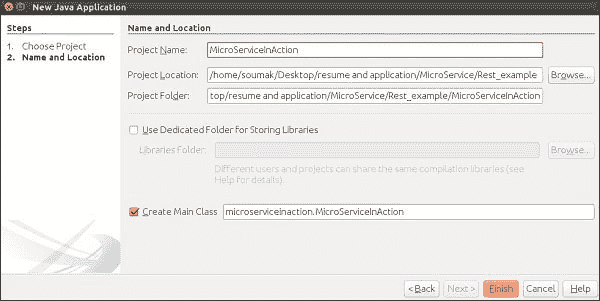 New Java Application
Steps
1. Choose Project
2. Name and Location
Name and Location
Project Name: MicroServiceInAction
Project Location: /home/soumak/Desktop/resume and application/MicroService/Rest_example Browse...
Project Folder: top/resume and application/MicroService/Rest_example/MicroServiceInAction
Use Dedicated Folder for Storing Libraries
Libraries Folder: Browse...
Different users and projects can share the same compilation libraries (see
Help for details).
Create Main Class microserviceinaction.MicroServiceInAction
< Back Next > Finish Cancel Help